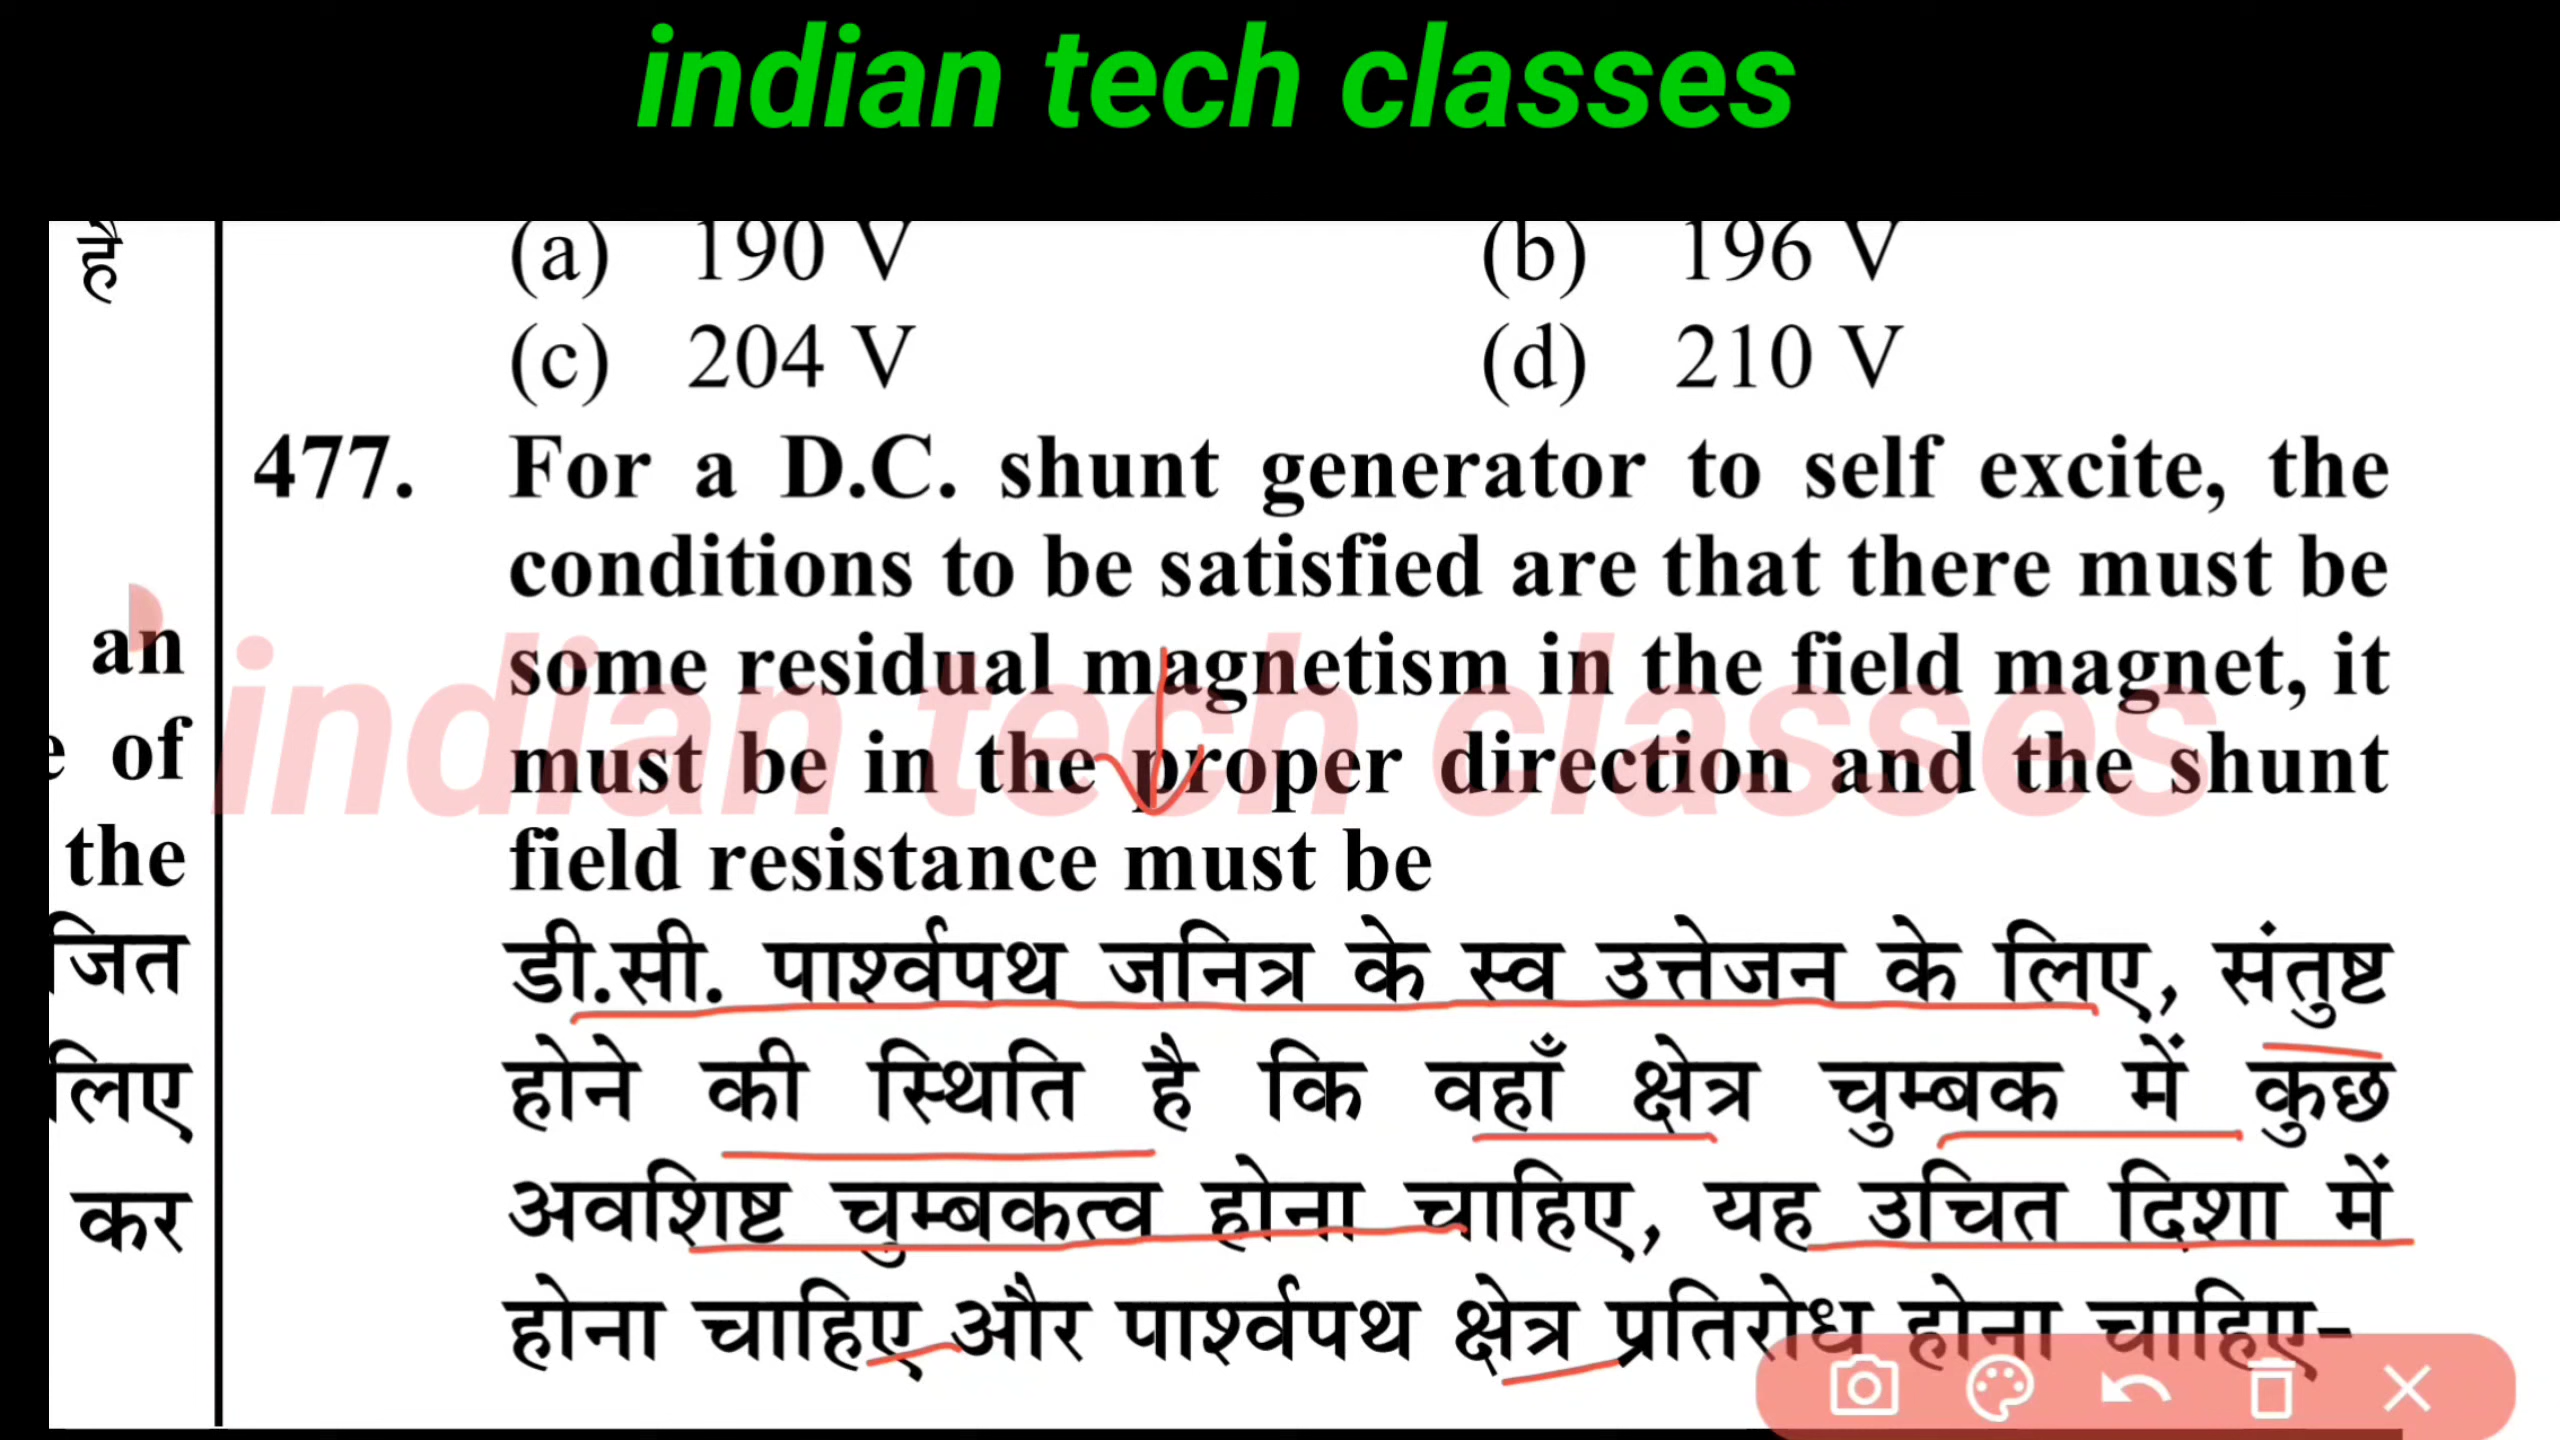 indian tech classes
है
(a) 190 V (b) 196 V
(c) 204 V (d) 210 V
477. For a D.C. shunt generator to self excite, the
conditions to be satisfied are that there must be
an
some residual magnetism in the field magnet, it
indian tech classes
e of
must be in the proper direction and the shunt
the
field resistance must be
जित
डी.सी. पार्श्वपथ जनित्र के स्व उत्तेजन के लिए, संतुष्ट
लिए
होने की स्थिति है कि वहाँ क्षेत्र चुम्बक में कुछ
कर
अवशिष्ट चुम्बकत्व होना चाहिए, यह उचित दिशा में
होना चाहिए और पार्श्वपथ क्षेत्र प्रतिरोध होना चाहिए-